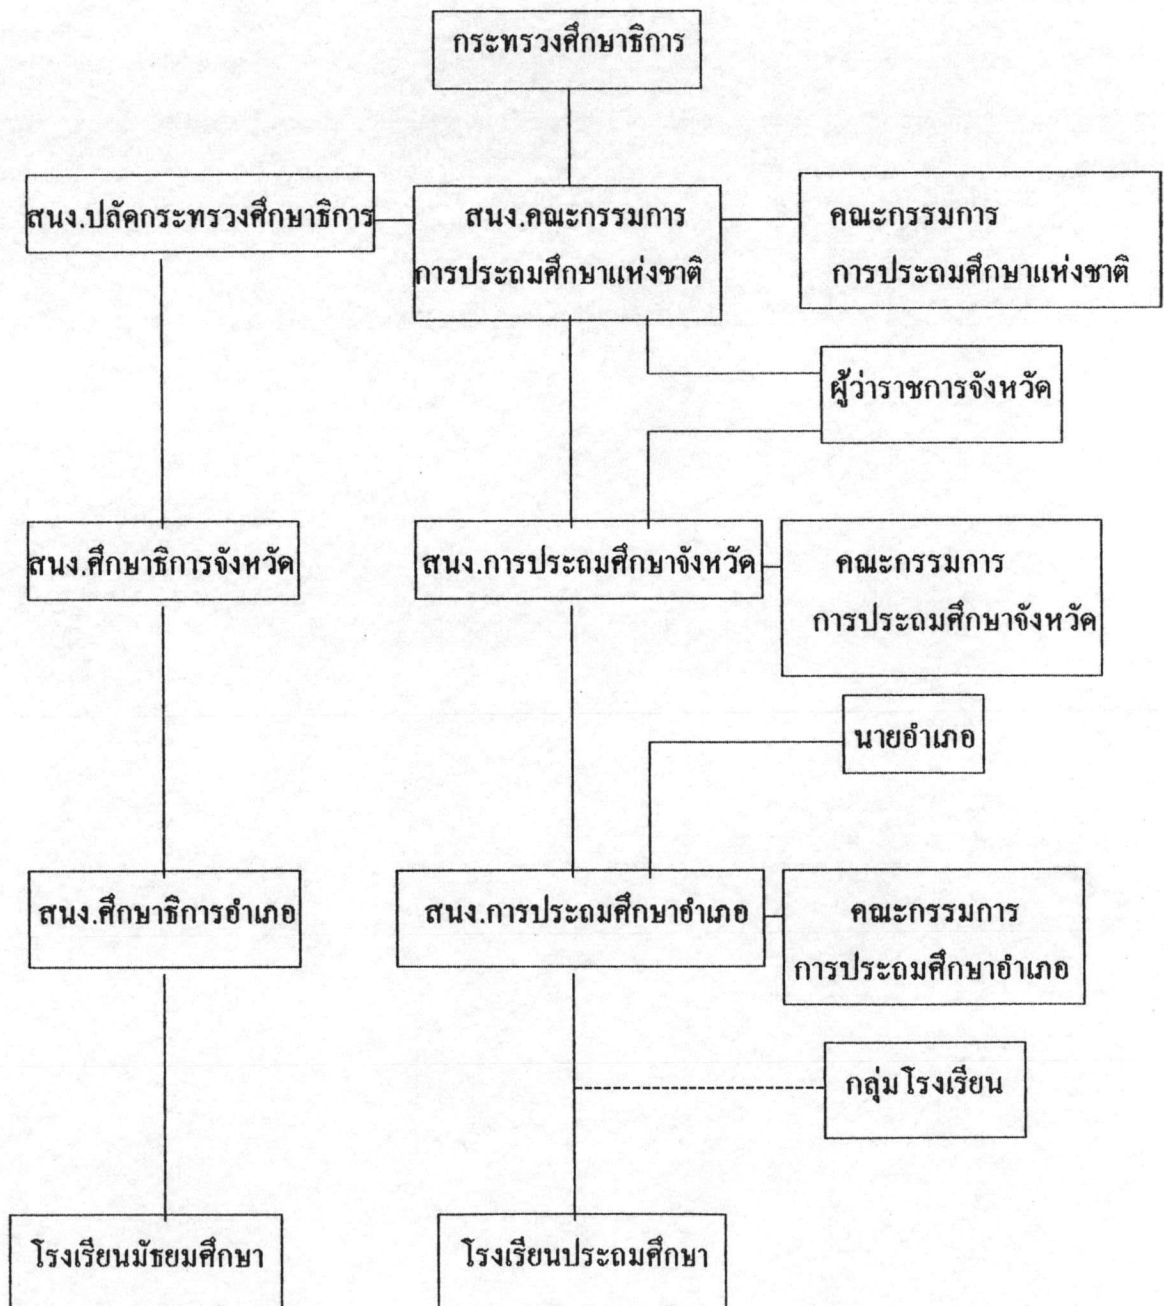 กระทรวงศึกษาธิการ
สนง.ปลัดกระทรวงศึกษาธิการ
สนง.คณะกรรมการ
การประถมศึกษาแห่งชาติ
คณะกรรมการ
การประถมศึกษาแห่งชาติ
ผู้ว่าราชการจังหวัด
สนง.ศึกษาธิการจังหวัด
สนง.การประถมศึกษาจังหวัด
คณะกรรมการ
การประถมศึกษาจังหวัด
นายอำเภอ
สนง.ศึกษาธิการอำเภอ
สนง.การประถมศึกษาอำเภอ
คณะกรรมการ
การประถมศึกษาอำเภอ
กลุ่มโรงเรียน
โรงเรียนมัธยมศึกษา
โรงเรียนประถมศึกษา